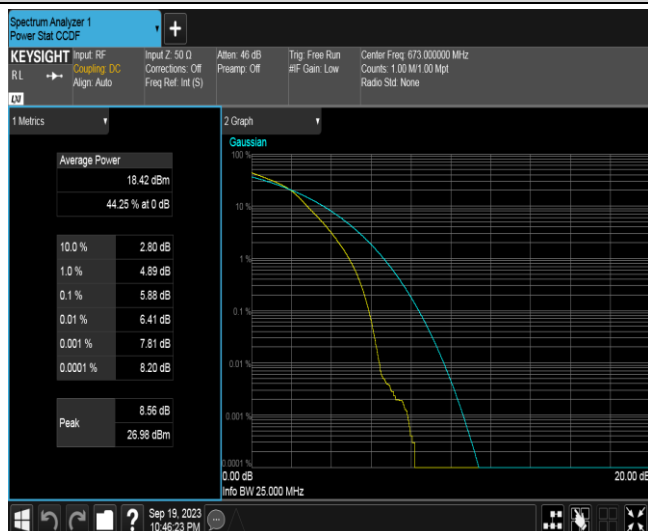 Spectrum Analyzer 1
Power Stat CCDF
KEYSIGHT
RL
LXI
Input: RF
Coupling: DC
Align: Auto
Input Z: 50 Ω
Corrections: Off
Freq Ref: Int (S)
Atten: 46 dB
Preamp: Off
Trig: Free Run
#IF Gain: Low
Center Freq: 673.000000 MHz
Counts: 1.00 M/1.00 Mpt
Radio Std: None
1 Metrics
Average Power
18.42 dBm
44.25 % at 0 dB
10.0 % 2.80 dB
1.0 % 4.89 dB
0.1 % 5.88 dB
0.01 % 6.41 dB
0.001 % 7.81 dB
0.0001 % 8.20 dB
Peak
8.56 dB
26.98 dBm
2 Graph
Gaussian
100 %
10 %
1 %
0.1 %
0.01 %
0.001 %
0.0001 %
0.00 dB 20.00 dB
Info BW 25.000 MHz
?
Sep 19, 2023
10:46:23 PM